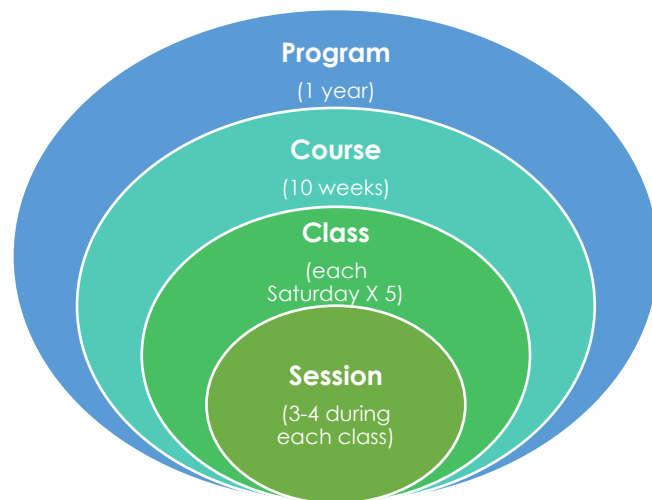 Program
(1 year)
Course
(10 weeks)
Class
(each
Saturday X 5)
Session
(3-4 during
each class)